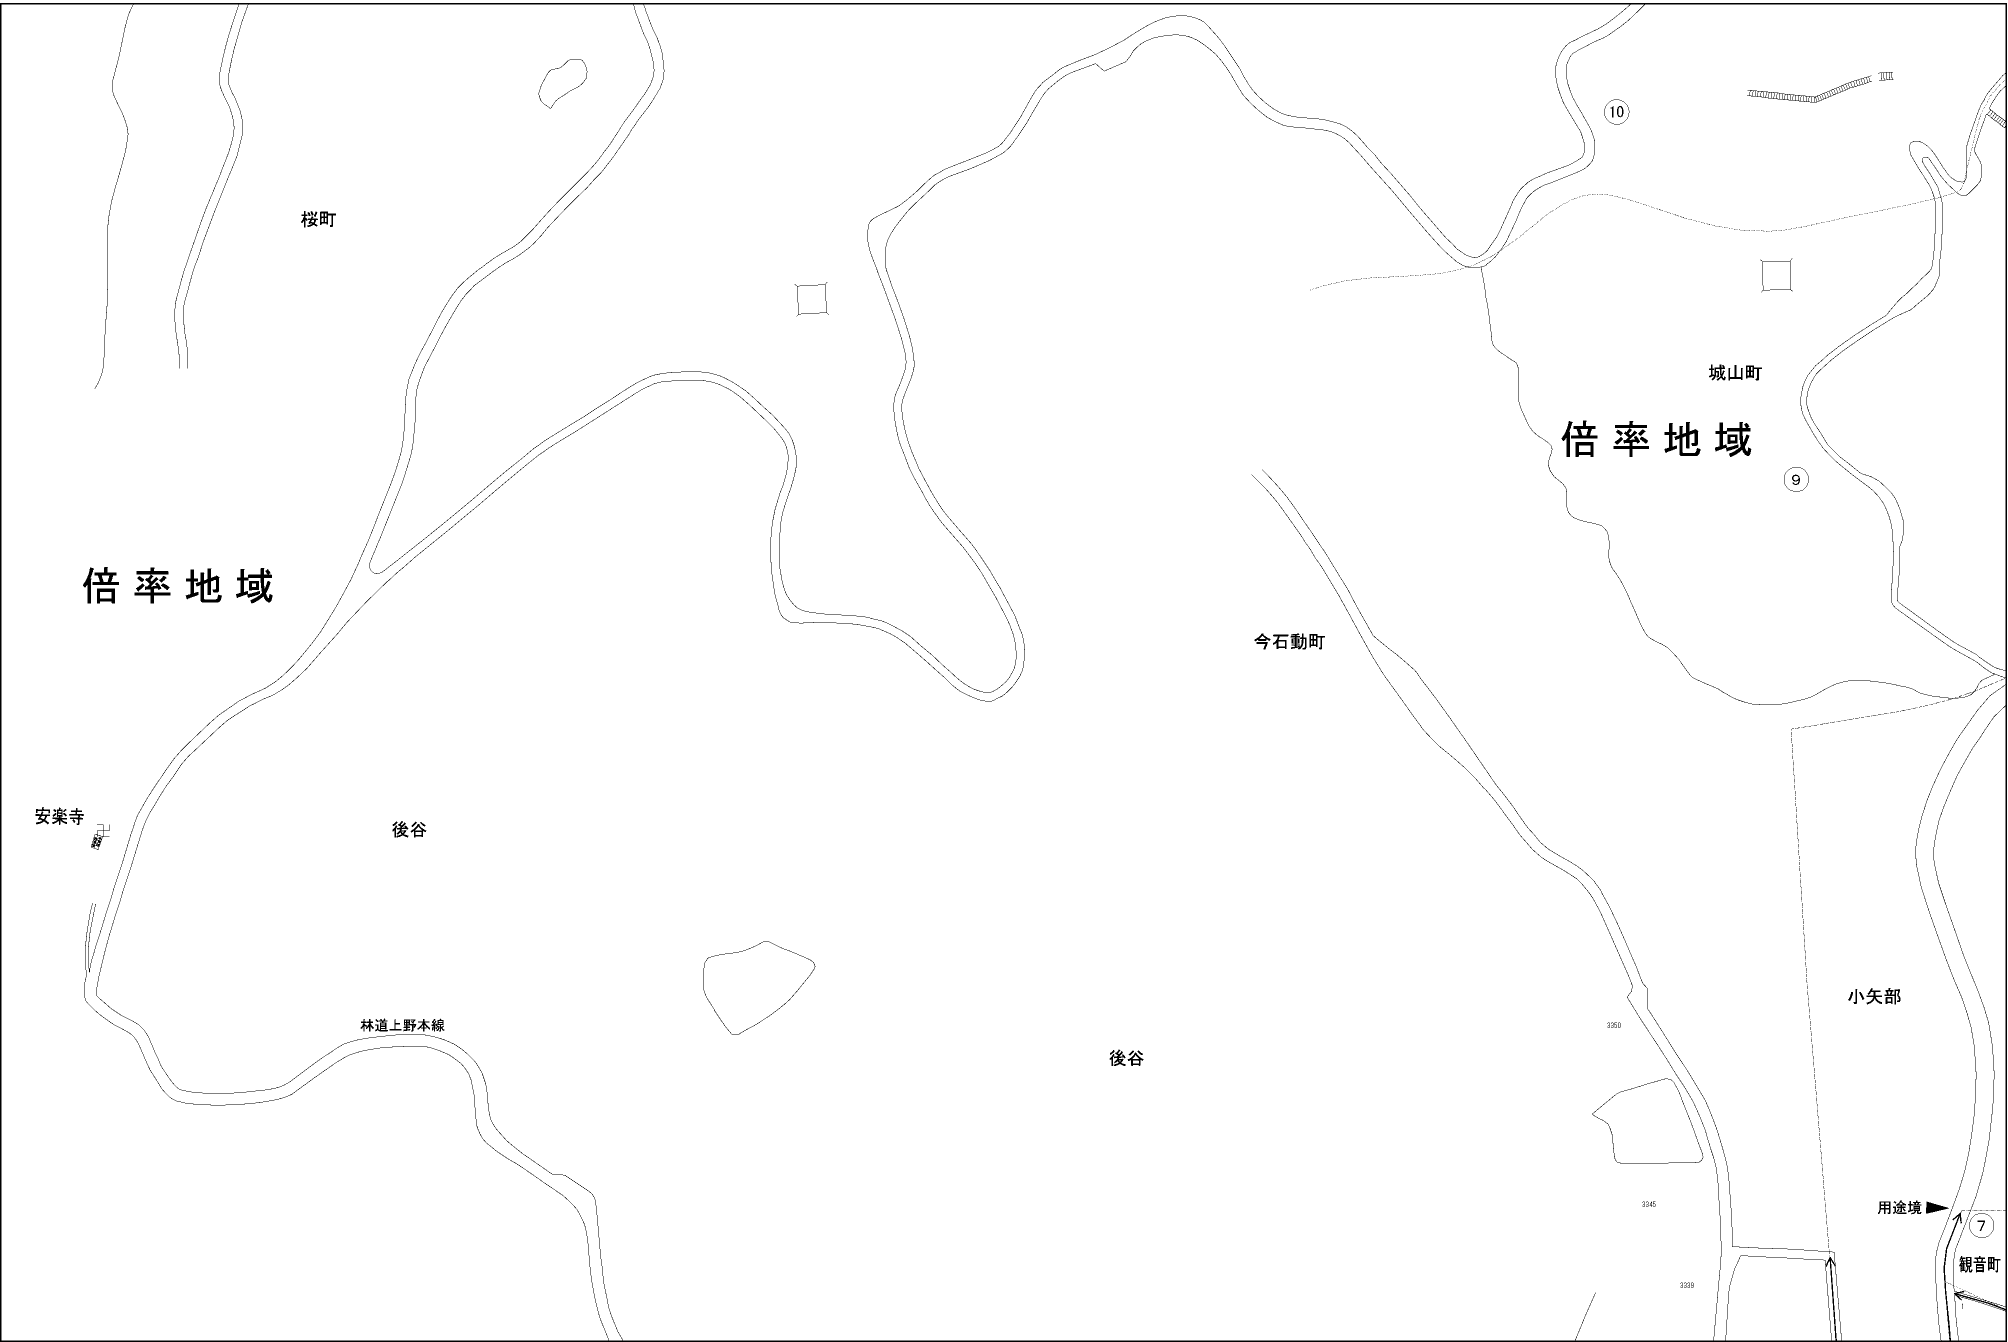 10
桜町
城山町
倍率地域
9
倍率地域
今石動町
安楽寺
後谷
小矢部
林道上野本線
3350
後谷
3345
用途境
7
観音町
3339